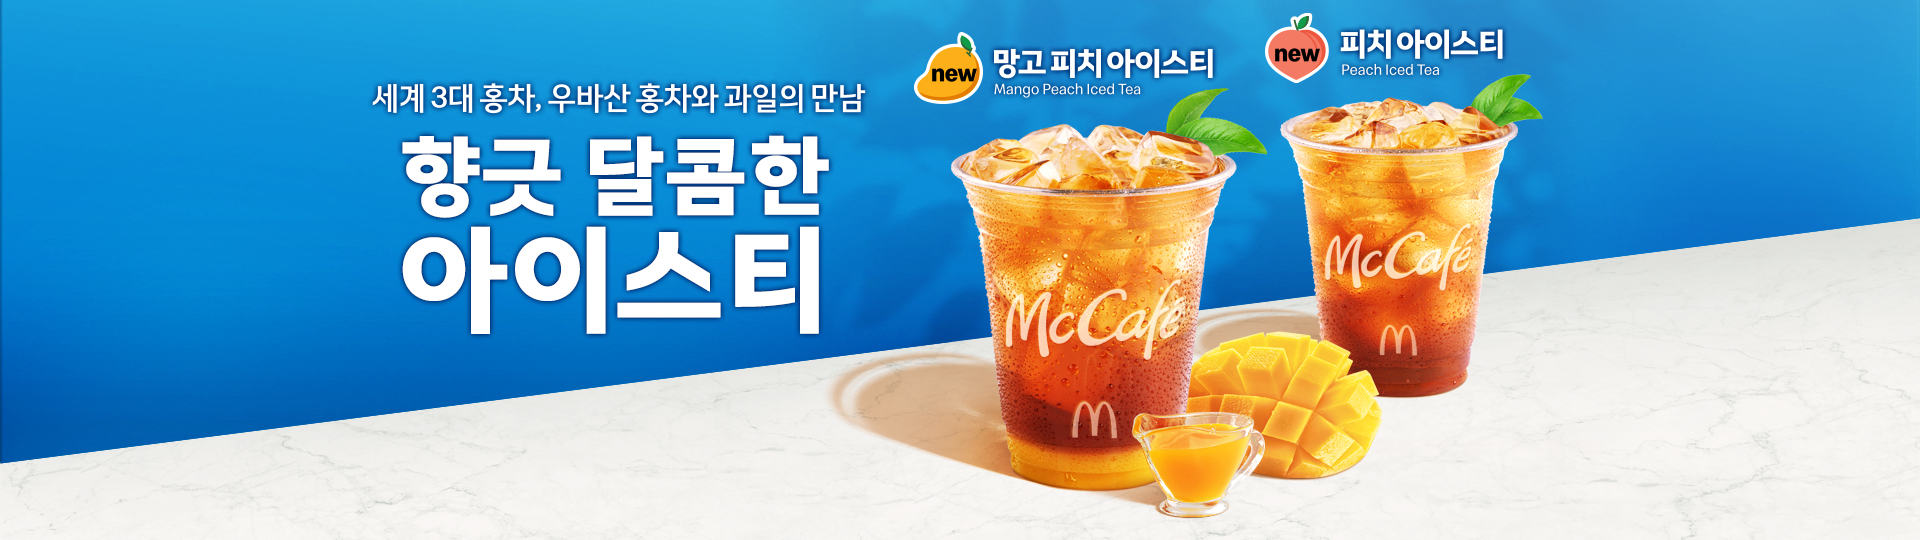 세계 3대 홍차, 우바산 홍차와 과일의 만남
향긋 달콤한
아이스티
new
망고 피치 아이스티
Mango Peach Iced Tea
new
피치 아이스티
Peach Iced Tea
McCafé
McCafé